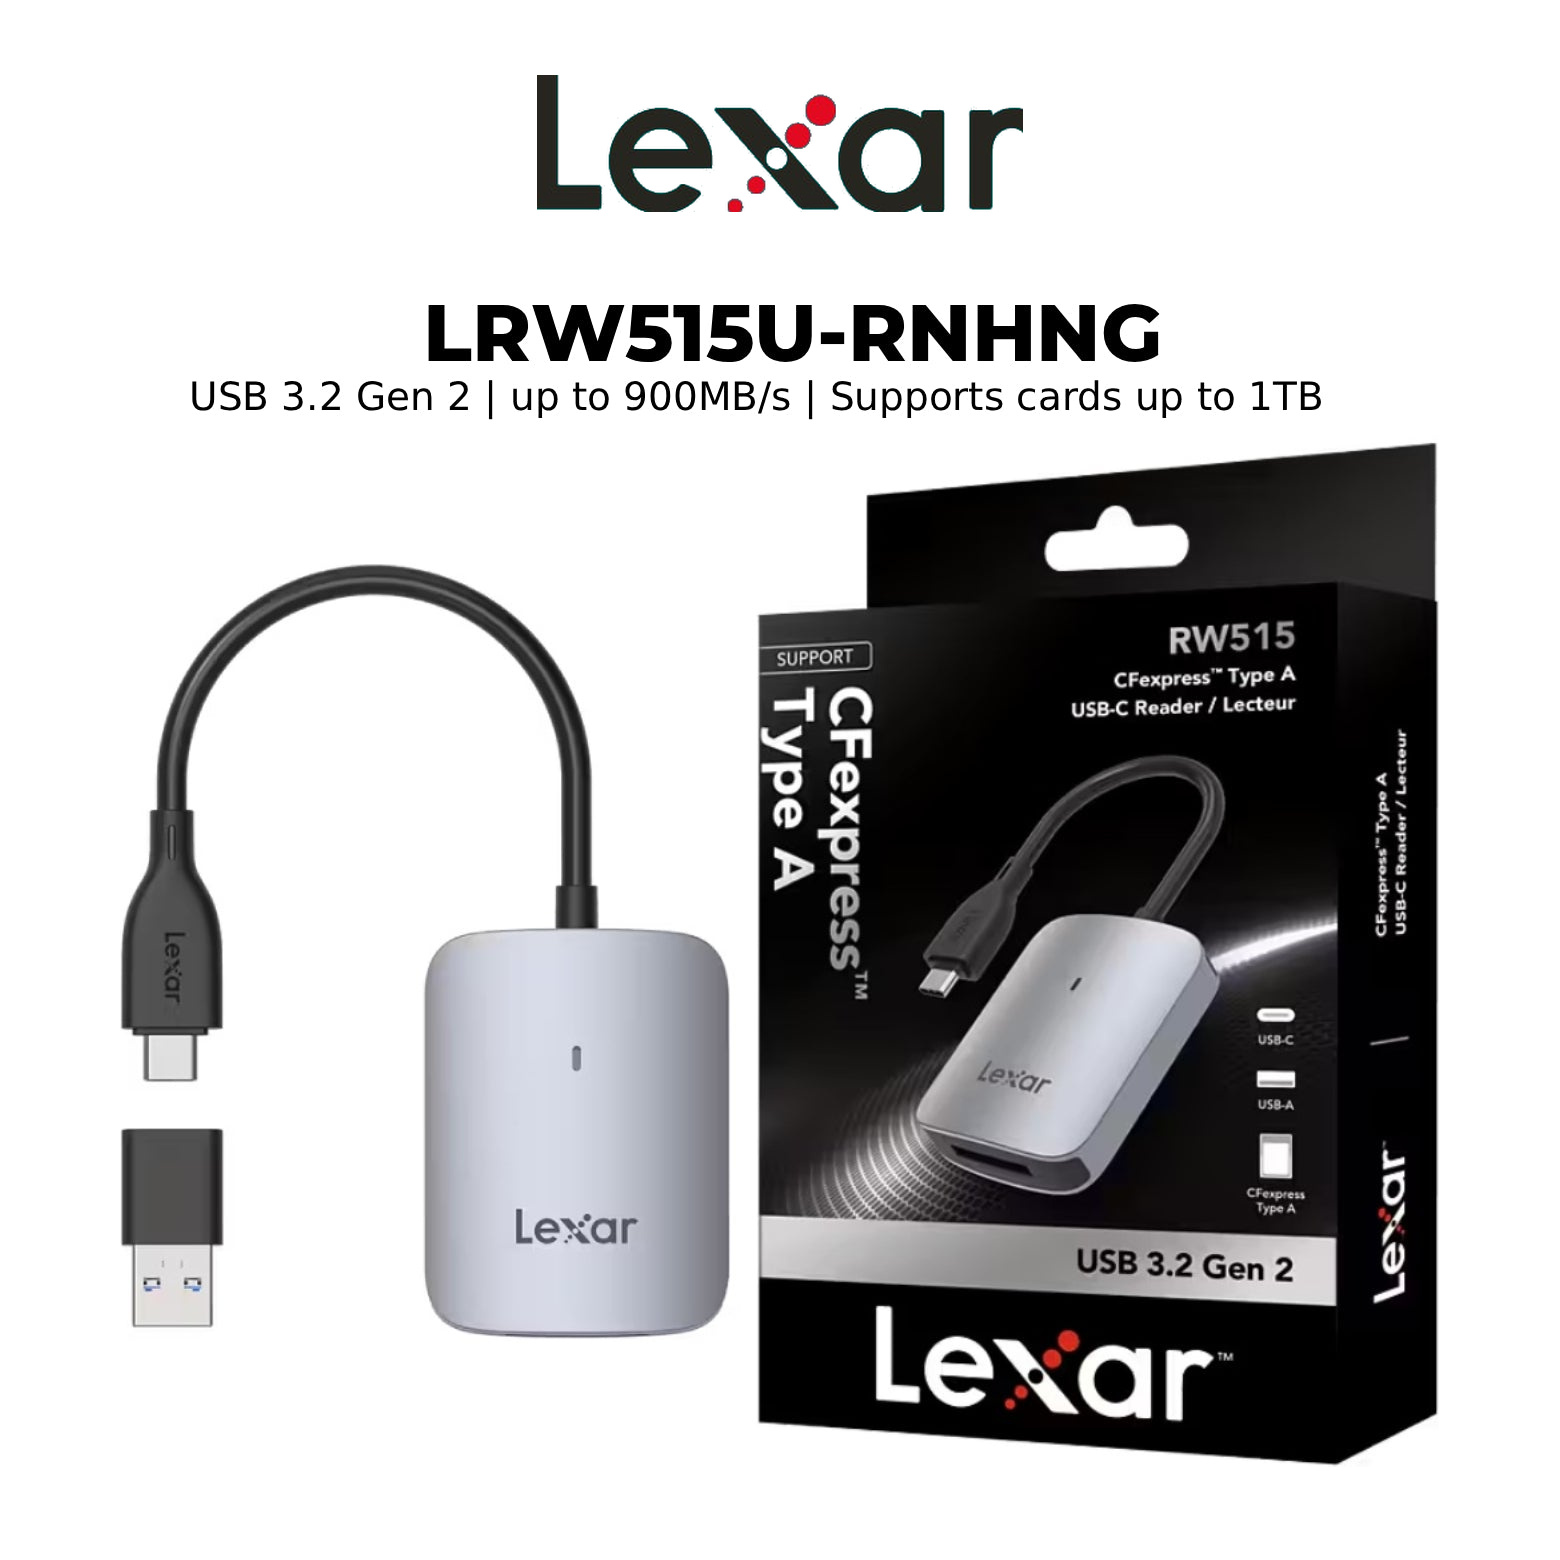 Lexar
LRW515U-RNHNG
USB 3.2 Gen 2 | up to 900MB/s | Supports cards up to 1TB
Lexar
Lexar
SUPPORT
CFexpress™
Type A
RW515
CFexpress™ Type A
USB-C Reader / Lecteur
Lexar
USB-C
USB-A
CFexpress
Type A
USB 3.2 Gen 2
Lexar™
CFexpress™ Type A
USB-C Reader / Lecteur
Lexar